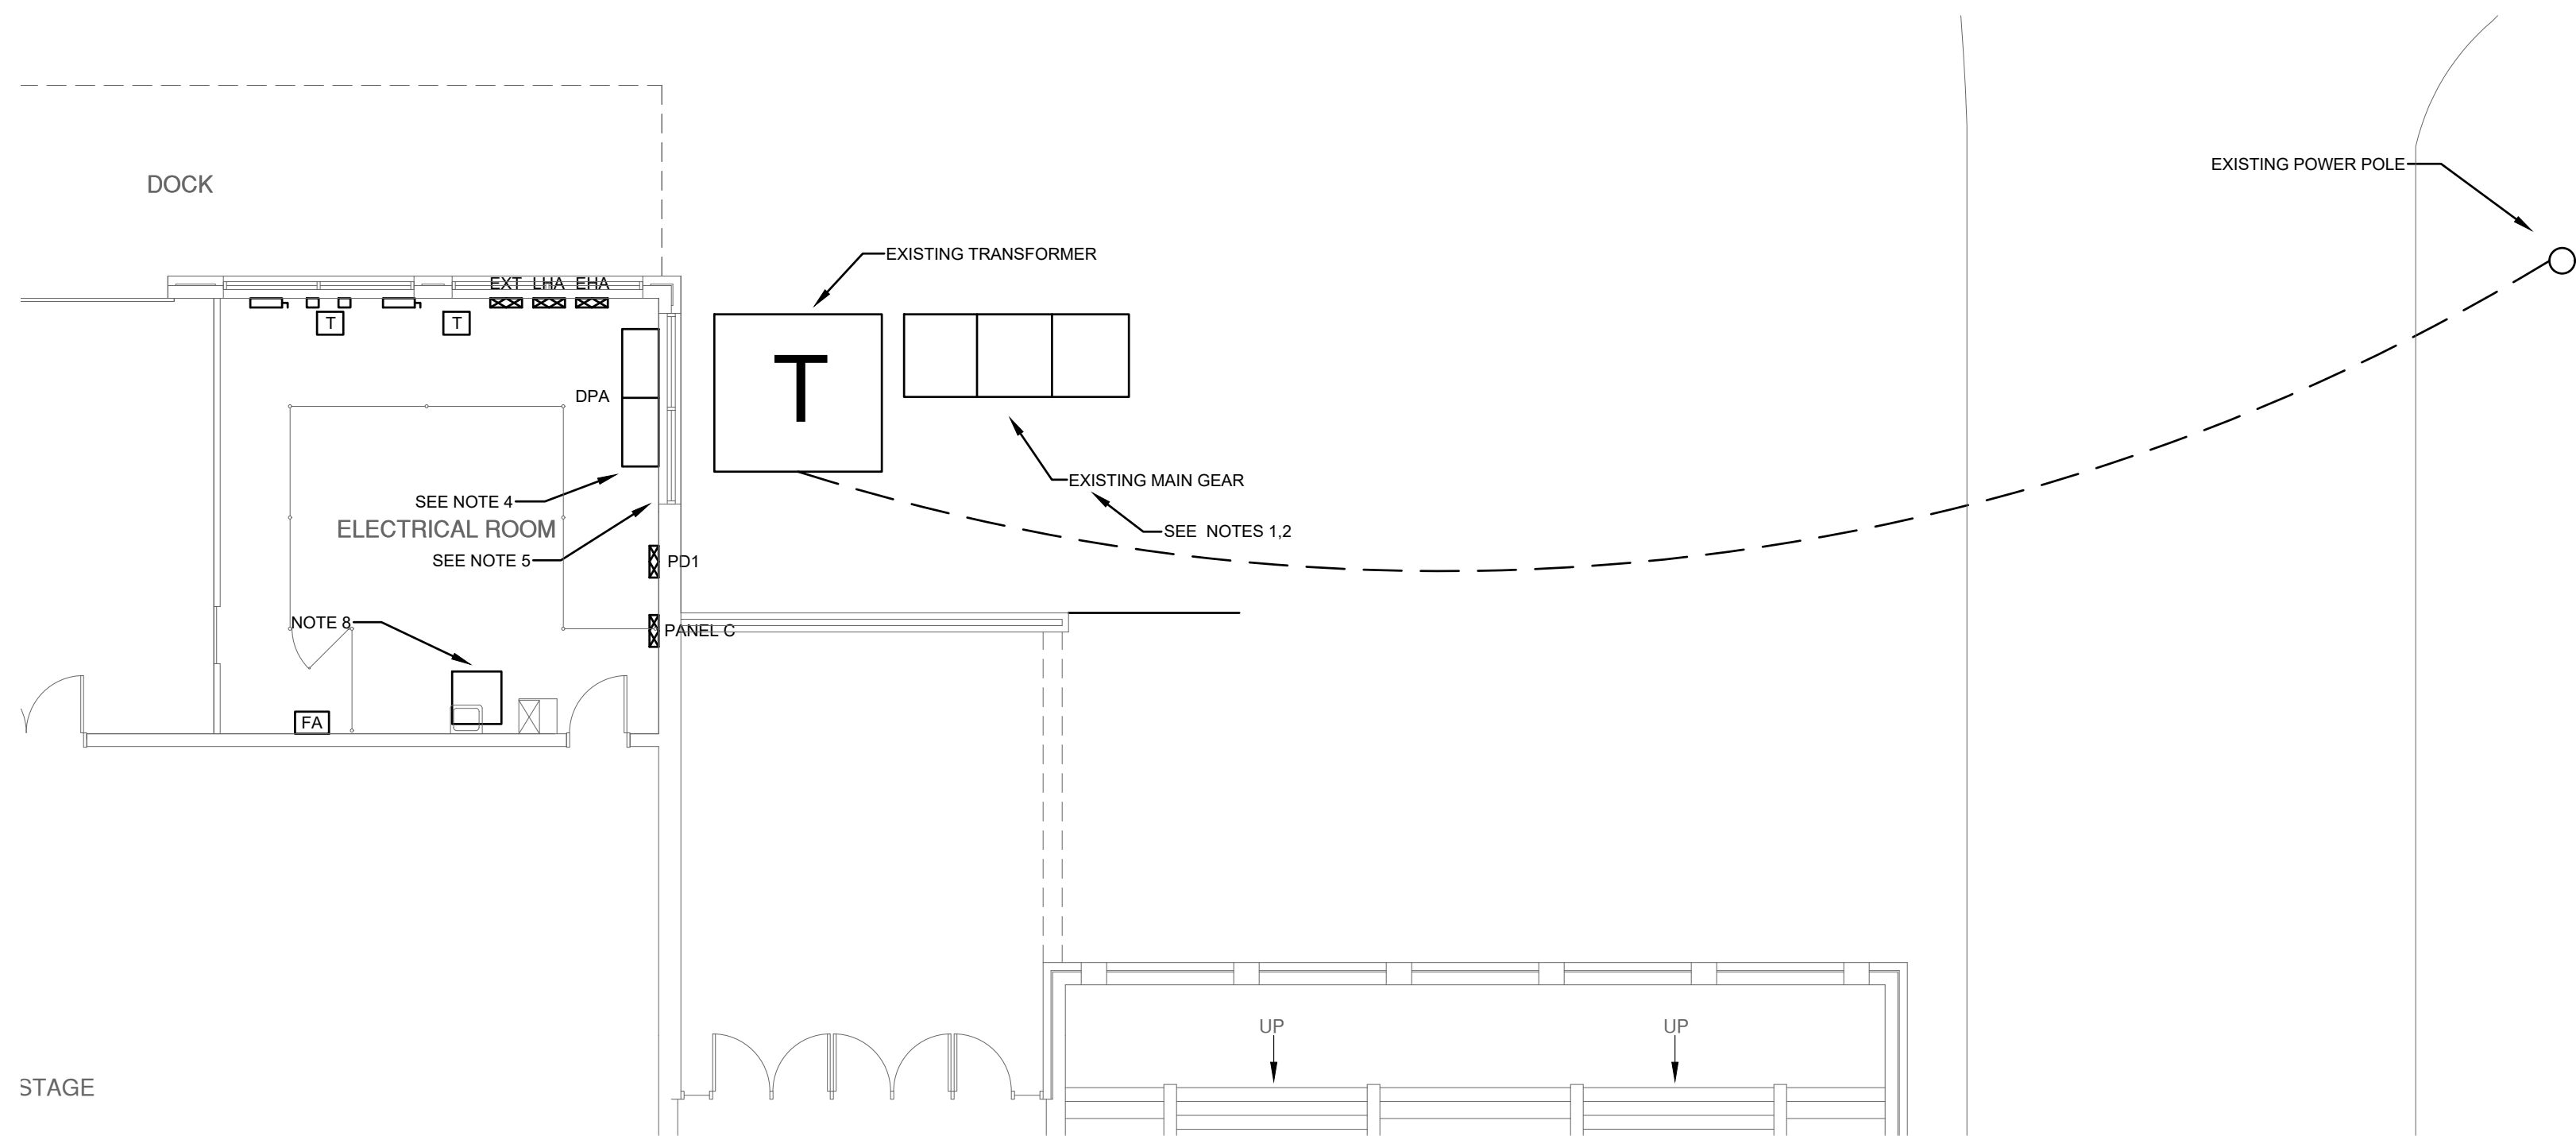 EXISTING POWER POLE
DOCK
EXISTING TRANSFORMER
EXT LHA EHA
T
T
T
DPA
EXISTING MAIN GEAR
SEE NOTE 4
ELECTRICAL ROOM
SEE  NOTES 1,2
SEE NOTE 5
PD1
NOTE 8
PANEL C
FA
UP
UP
STAGE